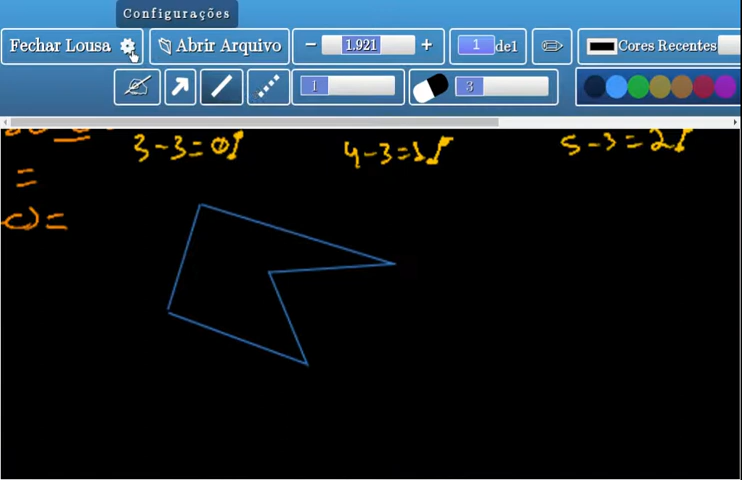 Configurações
Fechar Lousa Abrir Arquivo − 1.921 + 1 de1 Cores Recentes
1 3
3-3=0 4-3=1 5-3=2
=
c)=